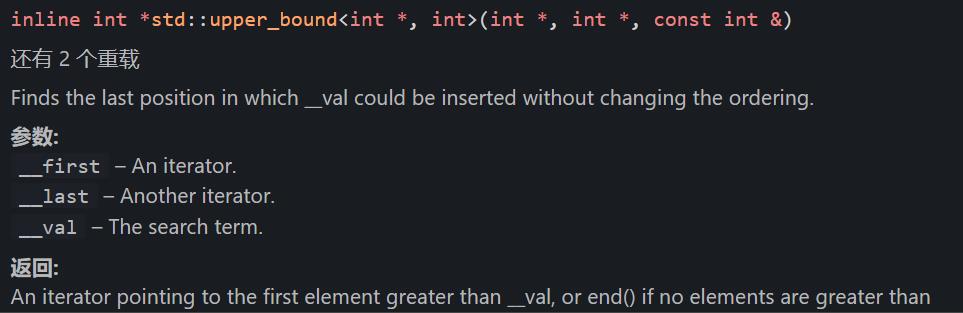 inline int *std::upper_bound<int *, int>(int *, int *, const int &)
还有 2 个重载
Finds the last position in which __val could be inserted without changing the ordering.
参数:
__first – An iterator.
__last – Another iterator.
__val – The search term.
返回:
An iterator pointing to the first element greater than __val, or end() if no elements are greater than